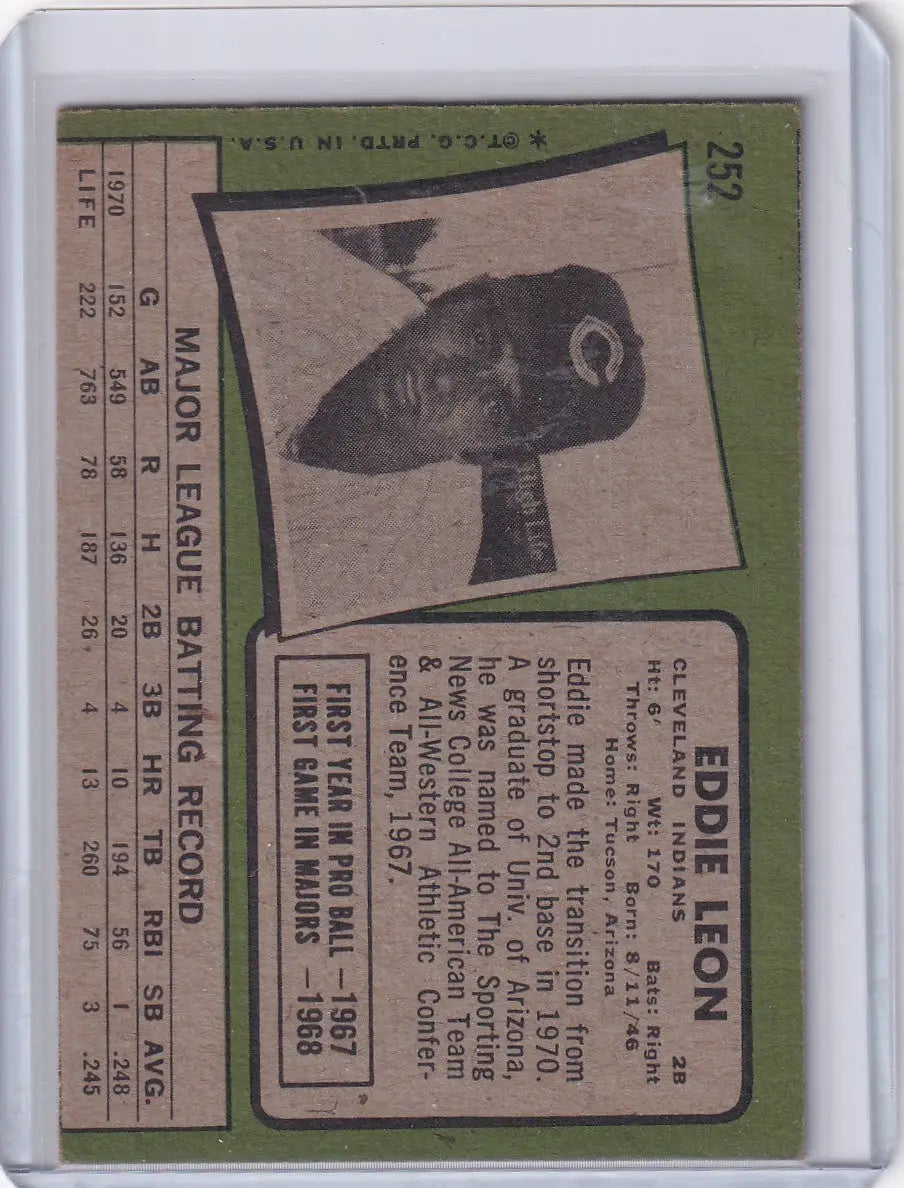 252
EDDIE LEON
CLEVELAND INDIANS 2B
Ht: 6' Wt: 170 Bats: Right
Throws: Right Born: 8/11/46
Home: Tucson, Arizona
Eddie made the transition from
shortstop to 2nd base in 1970.
A graduate of Univ. of Arizona,
he was named to The Sporting
News College All-American Team
& All-Western Athletic Confer-
ence Team, 1967.
FIRST YEAR IN PRO BALL —1967
FIRST GAME IN MAJORS —1968
C
*©T.C.G. PRTD. IN U.S.A.
MAJOR LEAGUE BATTING RECORD
G AB R H 2B 3B HR TB RBI SB AVG.
1970 152 549 58 136 20 4 10 194 56 1 .248
LIFE 222 763 78 187 26 4 13 260 75 3 .245